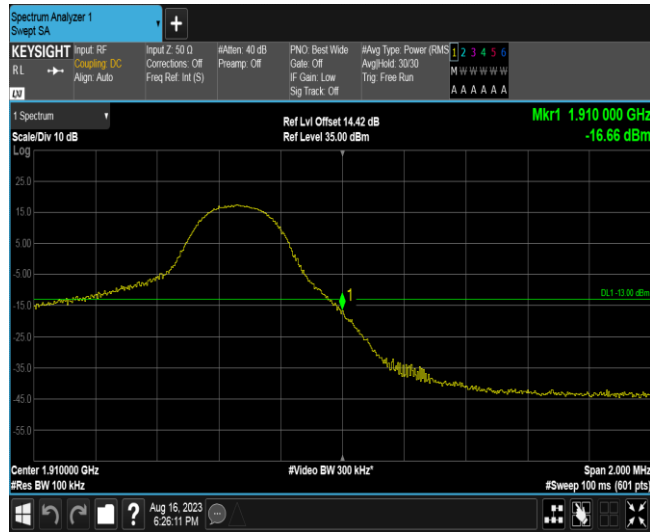 Spectrum Analyzer 1
Swept SA
KEYSIGHT
RL
LXI
Input: RF
Coupling: DC
Align: Auto
Input Z: 50 Ω
Corrections: Off
Freq Ref: Int (S)
#Atten: 40 dB
Preamp: Off
PNO: Best Wide
Gate: Off
IF Gain: Low
Sig Track: Off
#Avg Type: Power (RMS
Avg|Hold: 30/30
Trig: Free Run
1 2 3 4 5 6
M W W W W W
A A A A A A
1 Spectrum
Scale/Div 10 dB
Log
Ref Lvl Offset 14.42 dB
Ref Level 35.00 dBm
Mkr1 1.910 000 GHz
-16.66 dBm
25.0
15.0
5.00
-5.00
-15.0
-25.0
-35.0
-45.0
-55.0
1
DL1 -13.00 dBm
Center 1.910000 GHz
#Res BW 100 kHz
#Video BW 300 kHz*
Span 2.000 MHz
#Sweep 100 ms (601 pts)
?
Aug 16, 2023
6:26:11 PM